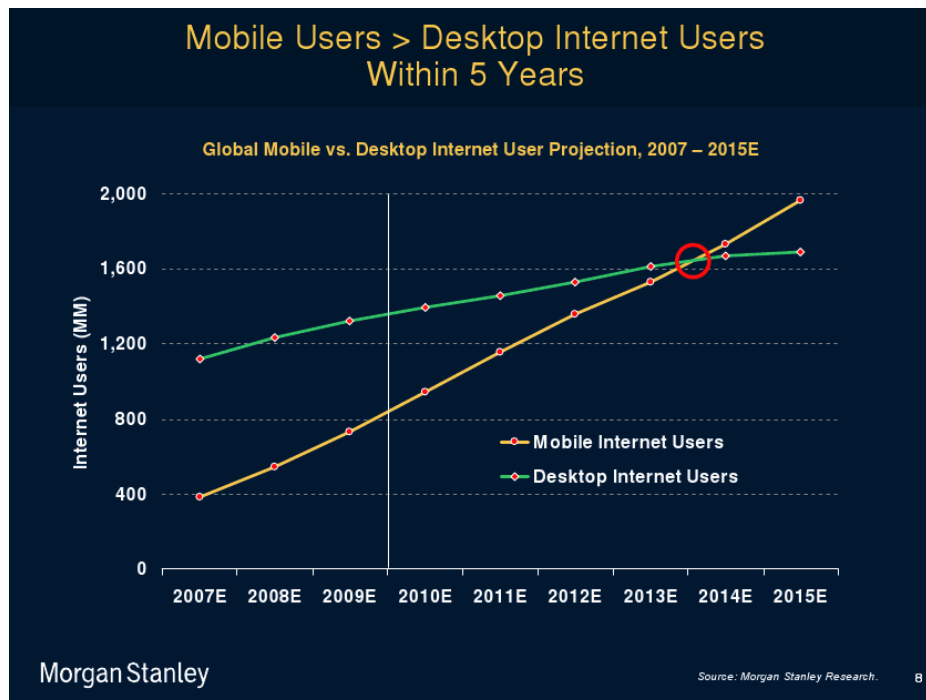 Mobile Users > Desktop Internet Users
Within 5 Years
Global Mobile vs. Desktop Internet User Projection, 2007 – 2015E
Internet Users (MM)
2,000
1,600
1,200
800
400
0
Mobile Internet Users
Desktop Internet Users
2007E 2008E 2009E 2010E 2011E 2012E 2013E 2014E 2015E
Morgan Stanley
Source: Morgan Stanley Research.
8